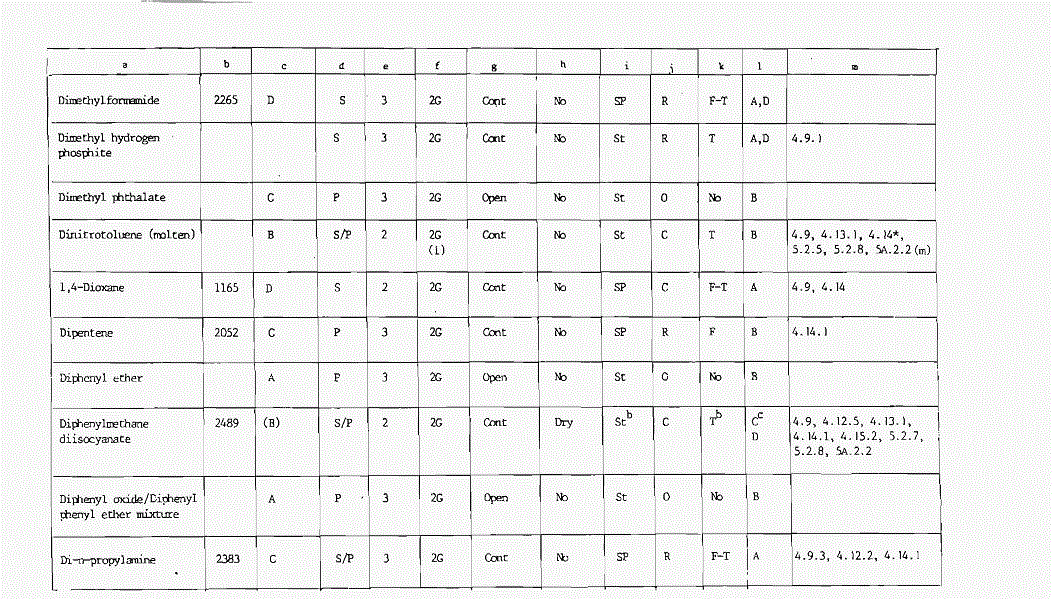 a b c d e f g h i j k l m
Dimethylformamide 2265 D S 3 2G Cont No SP R F-T A,D
Dimethyl hydrogen S 3 2G Cont No St R T A,D 4.9.1
phosphite
Dimethyl phthalate C P 3 2G Open No St O No B
Dinitrotoluene (molten) B S/P 2 2G Cont No St C T B 4.9, 4.13.1, 4.14*,
(1) 5.2.5, 5.2.8, 5A.2.2(m)
1,4-Dioxane 1165 D S 2 2G Cont No SP C F-T A 4.9, 4.14
Dipentene 2052 C P 3 2G Cont No SP R F B 4.14.1
Diphenyl ether A P 3 2G Open No St O No B
Diphenylmethane 2489 (B) S/P 2 2G Cont Dry St^b C T^b C^c 4.9, 4.12.5, 4.13.1,
diisocyanate D 4.14.1, 4.15.2, 5.2.7,
5.2.8, 5A.2.2
Diphenyl oxide/Diphenyl A P 3 2G Open No St O No B
phenyl ether mixture
Di-n-propylamine 2383 C S/P 3 2G Cont No SP R F-T A 4.9.3, 4.12.2, 4.14.1